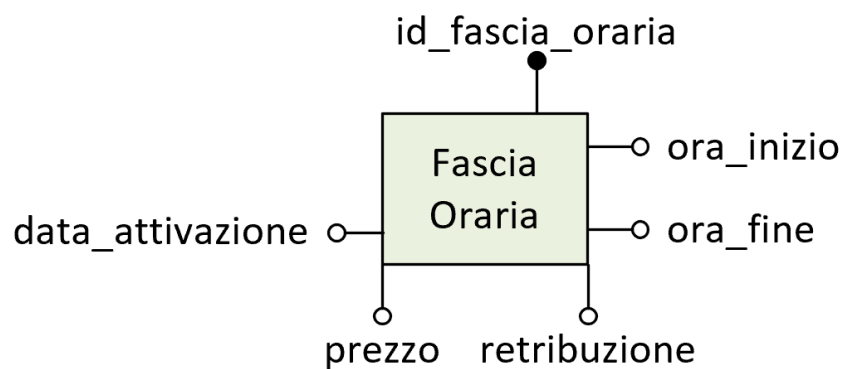 id_fascia_oraria
Fascia
Oraria
ora_inizio
data_attivazione
ora_fine
prezzo
retribuzione